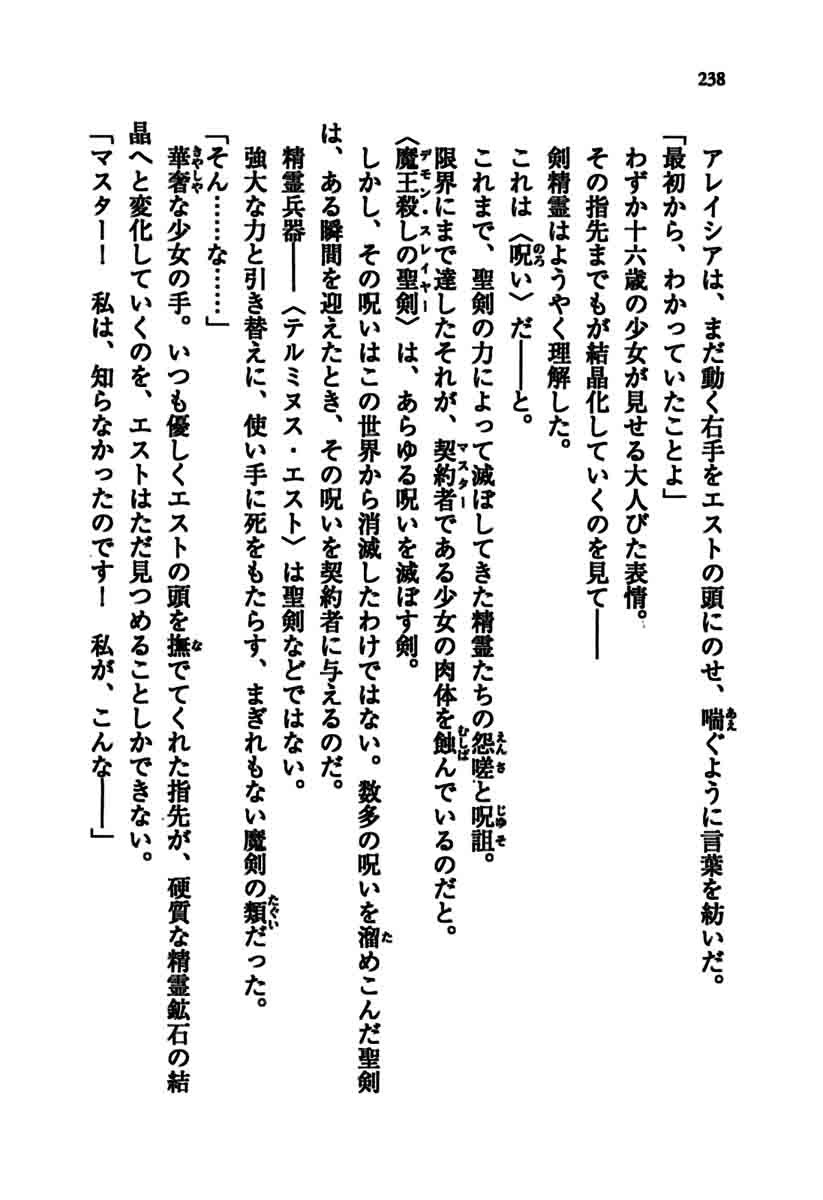 238
アレイシアは、まだ動く右手をエストの頭にのせ、喘ぐように言葉を紡いだ。
「最初から、わかっていたことよ」
わずか十六歳の少女が見せる大人びた表情。
その指先までもが結晶化していくのを見て――
剣精霊はようやく理解した。
これは〈呪い〉だ――と。
これまで、聖剣の力によって滅ぼしてきた精霊たちの怨嗟と呪詛。
限界にまで達したそれが、契約者である少女の肉体を蝕んでいるのだと。
〈魔王殺しの聖剣〉は、あらゆる呪いを滅ぼす剣。
しかし、その呪いはこの世界から消滅したわけではない。数多の呪いを溜めこんだ聖剣
は、ある瞬間を迎えたとき、その呪いを契約者に与えるのだ。
精霊兵器――〈テルミヌス・エスト〉は聖剣などではない。
強大な力と引き替えに、使い手に死をもたらす、まぎれもない魔剣の類だった。
「そん……な……」
華奢な少女の手。いつも優しくエストの頭を撫でてくれた指先が、硬質な精霊鉱石の結
晶へと変化していくのを、エストはただ見つめることしかできない。
「マスター！　私は、知らなかったのです！　私が、こんな――」